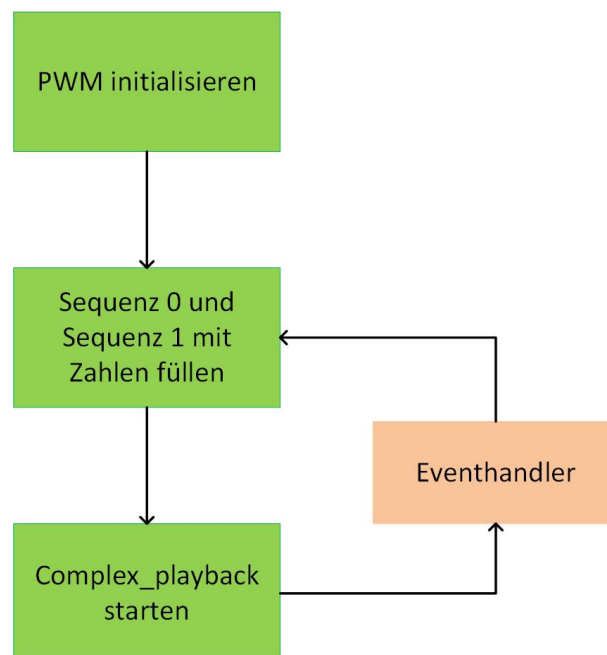 PWM initialisieren
Sequenz 0 und
Sequenz 1 mit
Zahlen füllen
Eventhandler
Complex_playback
starten